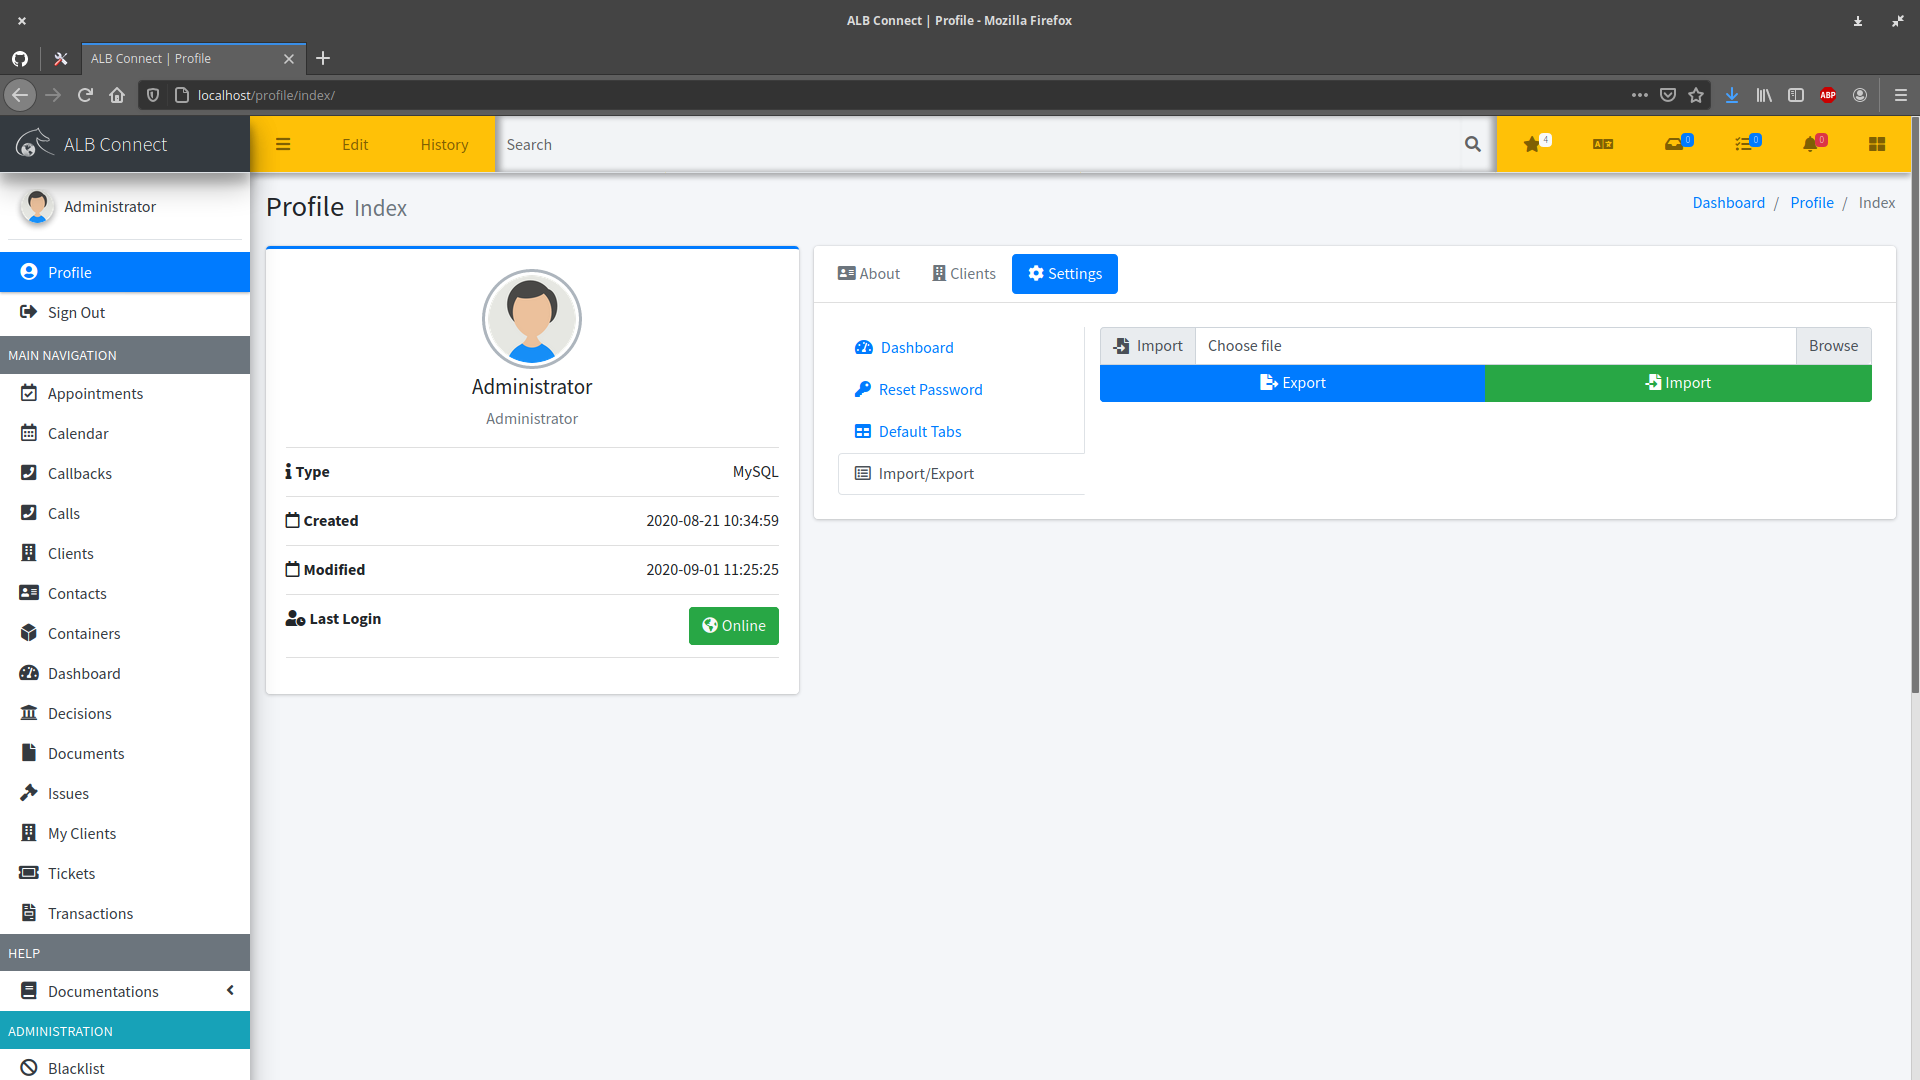 ALB Connect | Profile - Mozilla Firefox
ALB Connect | Profile
localhost/profile/index/
ABP
ALB Connect
Edit
History
Search
4
0
0
0
Administrator
Profile Index
Dashboard / Profile / Index
Profile
Sign Out
MAIN NAVIGATION
Appointments
Calendar
Callbacks
Calls
Clients
Contacts
Containers
Dashboard
Decisions
Documents
Issues
My Clients
Tickets
Transactions
HELP
Documentations
ADMINISTRATION
Blacklist
Administrator
Administrator
Type MySQL
Created 2020-08-21 10:34:59
Modified 2020-09-01 11:25:25
Last Login Online
About
Clients
Settings
Dashboard
Reset Password
Default Tabs
Import/Export
Import Choose file Browse
Export
Import